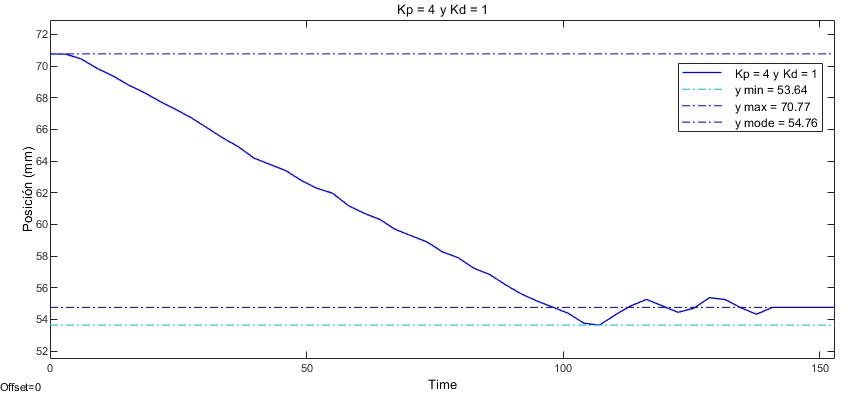 Kp = 4 y Kd = 1
72
70
68
66
64
62
60
58
56
54
52
Posición (mm)
Kp = 4 y Kd = 1
y min = 53.64
y max = 70.77
y mode = 54.76
0
50
100
150
Time
Offset=0